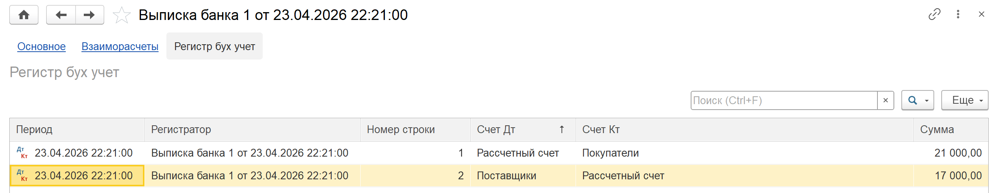 Выписка банка 1 от 23.04.2026 22:21:00
Основное Взаиморасчеты Регистр бух учет
Регистр бух учет
Поиск (Ctrl+F) × Еще
Период Регистратор Номер строки Счет Дт ↑ Счет Кт Сумма
Дт Кт 23.04.2026 22:21:00 Выписка банка 1 от 23.04.2026 22:21:00 1 Рассчетный счет Покупатели 21 000,00
Дт Кт 23.04.2026 22:21:00 Выписка банка 1 от 23.04.2026 22:21:00 2 Поставщики Рассчетный счет 17 000,00